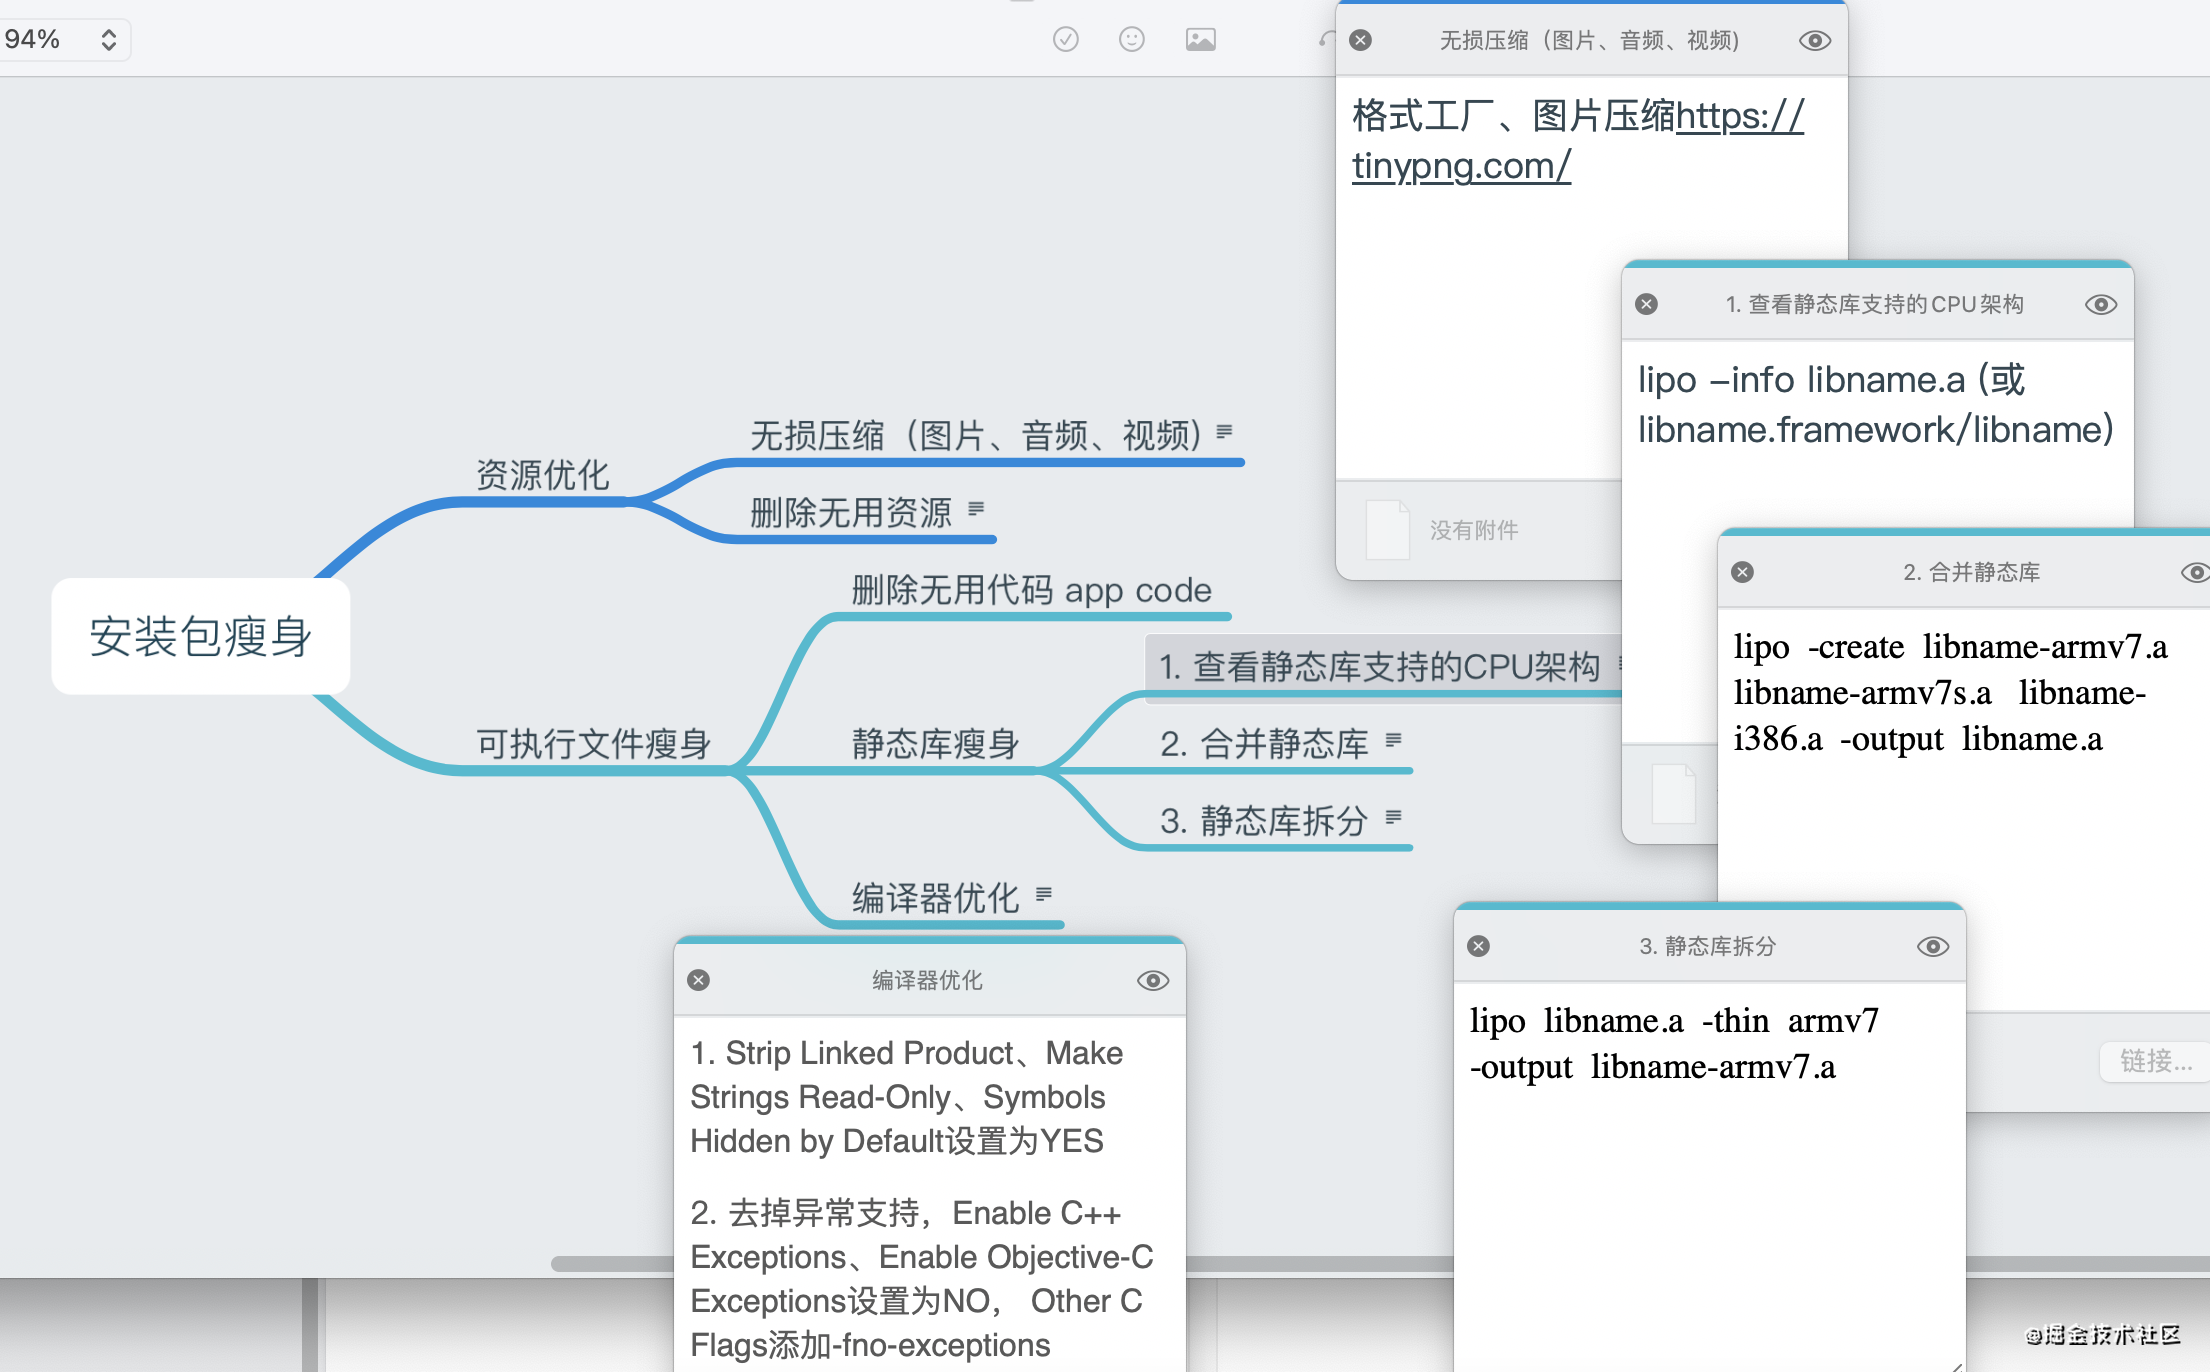 94%
无损压缩（图片、音频、视频)
格式工厂、图片压缩https://
tinypng.com/
没有附件
1. 查看静态库支持的CPU架构
lipo –info libname.a (或
libname.framework/libname)
2. 合并静态库
lipo -create libname-armv7.a
libname-armv7s.a libname-
i386.a -output libname.a
链接...
3. 静态库拆分
lipo libname.a -thin armv7
-output libname-armv7.a
安装包瘦身
资源优化
无损压缩（图片、音频、视频)
删除无用资源
可执行文件瘦身
删除无用代码 app code
静态库瘦身
1. 查看静态库支持的CPU架构
2. 合并静态库
3. 静态库拆分
编译器优化
编译器优化
1. Strip Linked Product、Make
Strings Read-Only、Symbols
Hidden by Default设置为YES
2. 去掉异常支持，Enable C++
Exceptions、Enable Objective-C
Exceptions设置为NO， Other C
Flags添加-fno-exceptions
@掘金技术社区